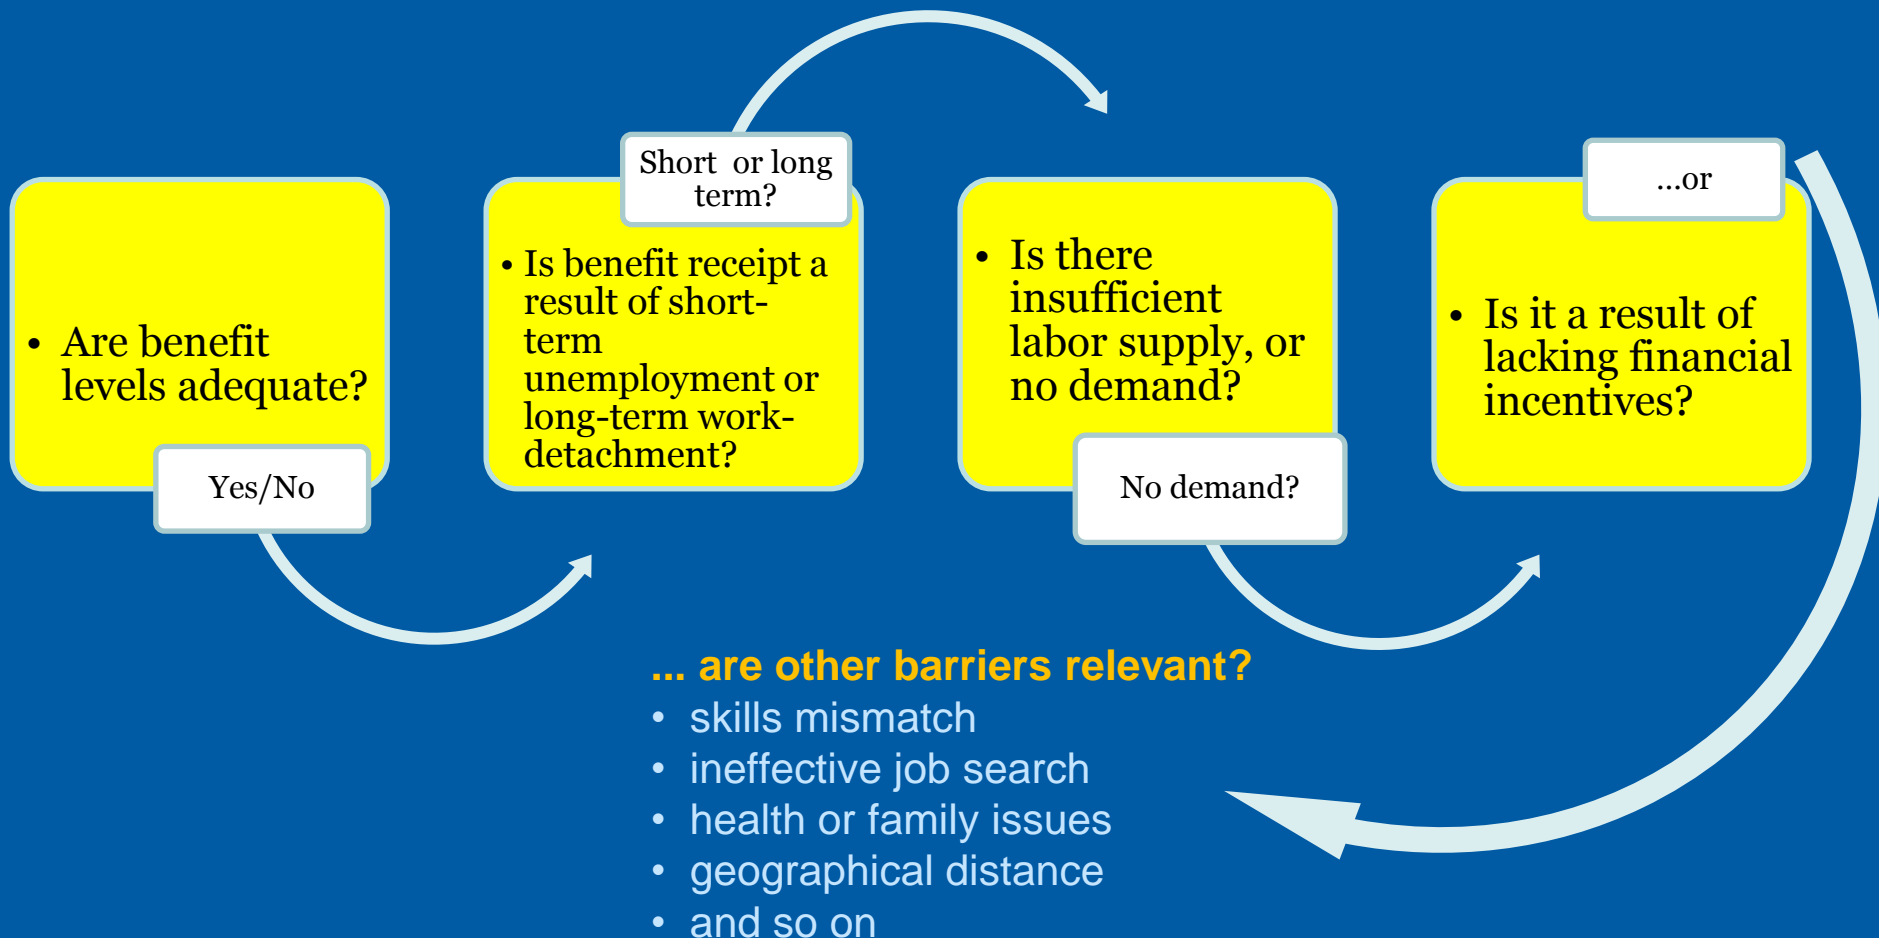 • Are benefit
levels adequate?
Yes/No
Short or long
term?
• Is benefit receipt a
result of short-
term
unemployment or
long-term work-
detachment?
• Is there
insufficient
labor supply, or
no demand?
No demand?
...or
• Is it a result of
lacking financial
incentives?
... are other barriers relevant?
• skills mismatch
• ineffective job search
• health or family issues
• geographical distance
• and so on